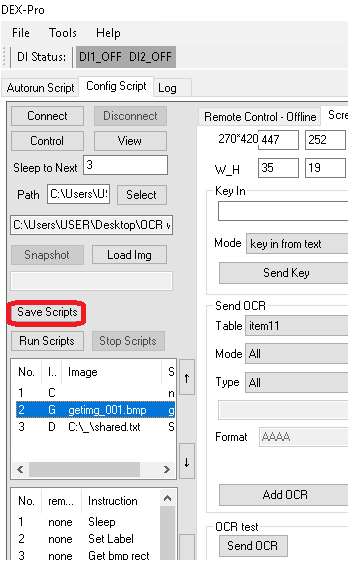 DEX-Pro
File Tools Help
DI Status: DI1_OFF DI2_OFF
Autorun Script Config Script Log
Connect Disconnect
Control View
Sleep to Next 3
Path C:\Users\US Select
C:\Users\USER\Desktop\OCR
Snapshot Load Img
Save Scripts
Run Scripts Stop Scripts
No. I.. Image S
1 C n
2 G getimg_001.bmp g
3 D C:\_\shared.txt S
No. rem... Instruction
1 none Sleep
2 none Set Label
3 none Get bmp rect
Remote Control - Offline Scre
270*420 447 252
W_H 35 19
Key In
Mode key in from text
Send Key
Send OCR
Table item11
Mode All
Type All
Format AAAA
Add OCR
OCR test
Send OCR